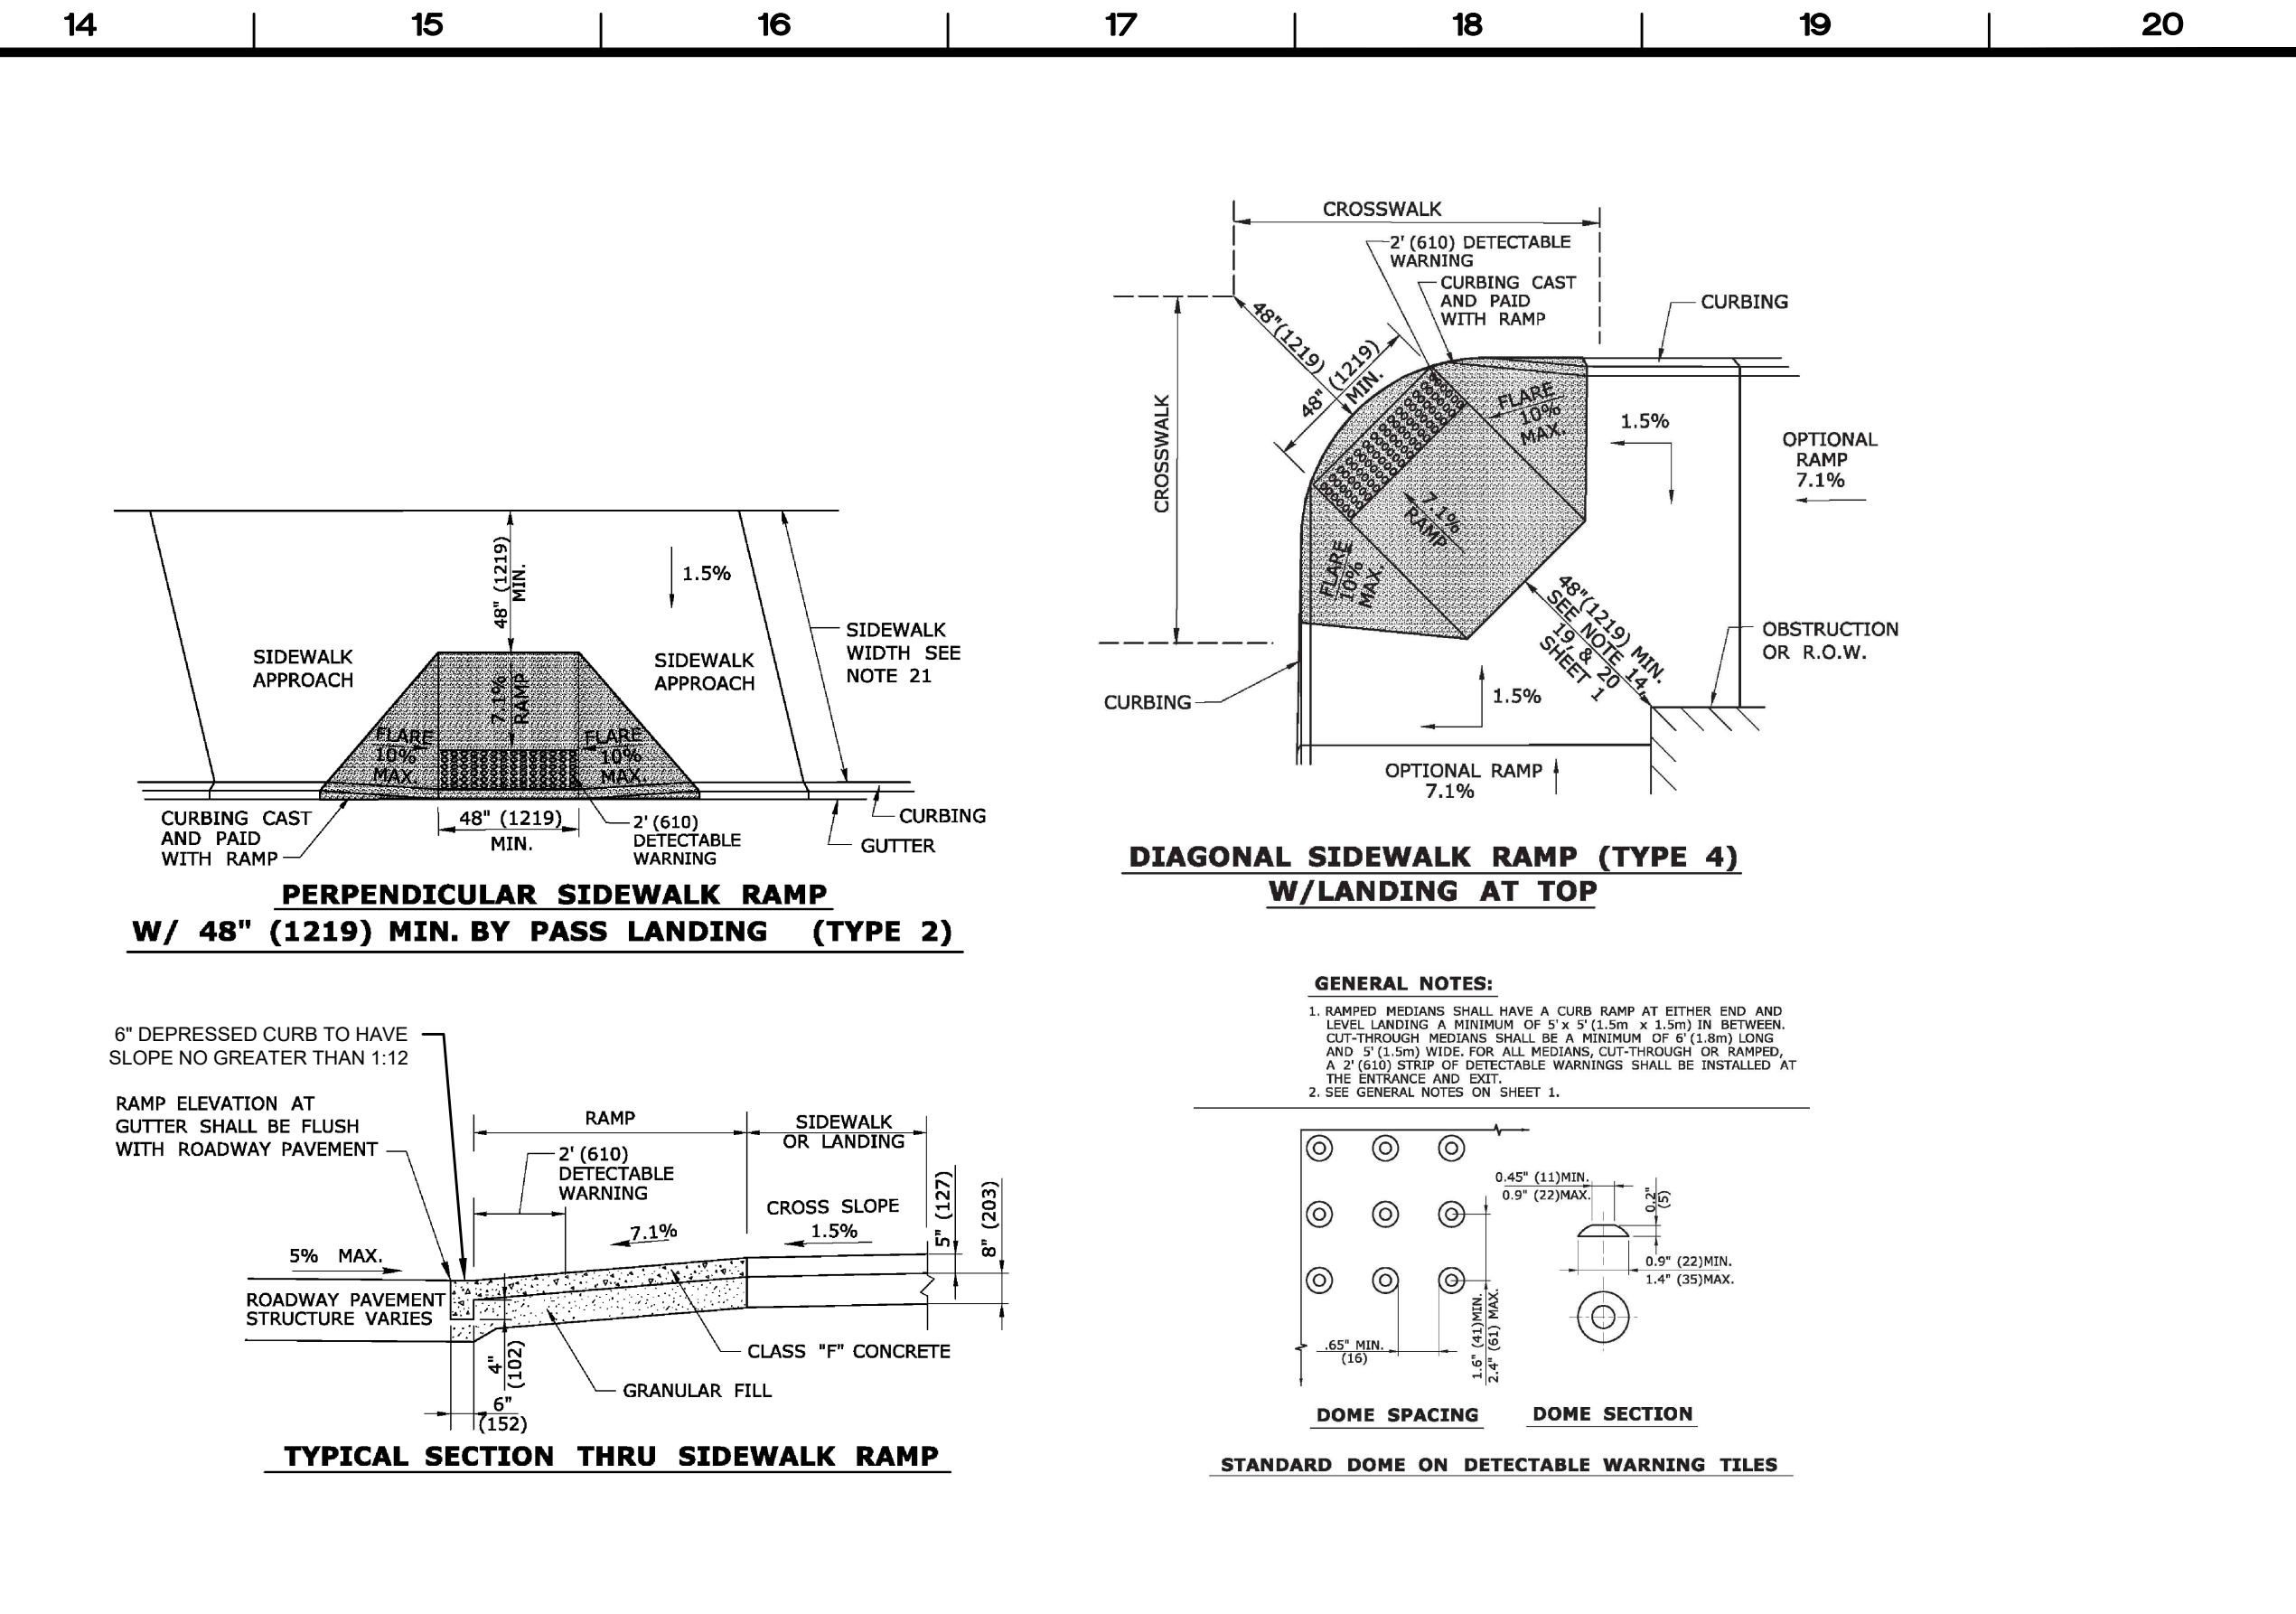 14 15 16 17 18 19 20
48" (1219)
MIN.
1.5%
SIDEWALK
APPROACH
SIDEWALK
APPROACH
SIDEWALK
WIDTH SEE
NOTE 21
7.1%
RAMP
FLARE
10%
MAX.
FLARE
10%
MAX.
CURBING CAST
AND PAID
WITH RAMP
48" (1219)
MIN.
2' (610)
DETECTABLE
WARNING
CURBING
GUTTER
PERPENDICULAR SIDEWALK RAMP
W/ 48" (1219) MIN. BY PASS LANDING (TYPE 2)
CROSSWALK
2' (610) DETECTABLE
WARNING
CURBING CAST
AND PAID
WITH RAMP
CURBING
48"(1219)
48" (1219)
MIN.
CROSSWALK
FLARE
10%
MAX.
1.5%
OPTIONAL
RAMP
7.1%
7.1%
RAMP
FLARE
10%
MAX.
48"(1219) MIN.
SEE NOTE 14,
19, & 20
SHEET 1
OBSTRUCTION
OR R.O.W.
CURBING
1.5%
OPTIONAL RAMP
7.1%
DIAGONAL SIDEWALK RAMP (TYPE 4)
W/LANDING AT TOP
6" DEPRESSED CURB TO HAVE
SLOPE NO GREATER THAN 1:12
RAMP ELEVATION AT
GUTTER SHALL BE FLUSH
WITH ROADWAY PAVEMENT
RAMP
SIDEWALK
OR LANDING
2' (610)
DETECTABLE
WARNING
CROSS SLOPE
1.5%
7.1%
5" (127)
8" (203)
5% MAX.
ROADWAY PAVEMENT
STRUCTURE VARIES
4"
(102)
6"
(152)
CLASS "F" CONCRETE
GRANULAR FILL
TYPICAL SECTION THRU SIDEWALK RAMP
GENERAL NOTES:
1. RAMPED MEDIANS SHALL HAVE A CURB RAMP AT EITHER END AND
LEVEL LANDING A MINIMUM OF 5' x 5' (1.5m x 1.5m) IN BETWEEN.
CUT-THROUGH MEDIANS SHALL BE A MINIMUM OF 6' (1.8m) LONG
AND 5' (1.5m) WIDE. FOR ALL MEDIANS, CUT-THROUGH OR RAMPED,
A 2' (610) STRIP OF DETECTABLE WARNINGS SHALL BE INSTALLED AT
THE ENTRANCE AND EXIT.
2. SEE GENERAL NOTES ON SHEET 1.
0.45" (11)MIN.
0.9" (22)MAX.
0.2"
(5)
0.9" (22)MIN.
1.4" (35)MAX.
.65" MIN.
(16)
1.6" (41)MIN.
2.4" (61) MAX.
DOME SPACING
DOME SECTION
STANDARD DOME ON DETECTABLE WARNING TILES